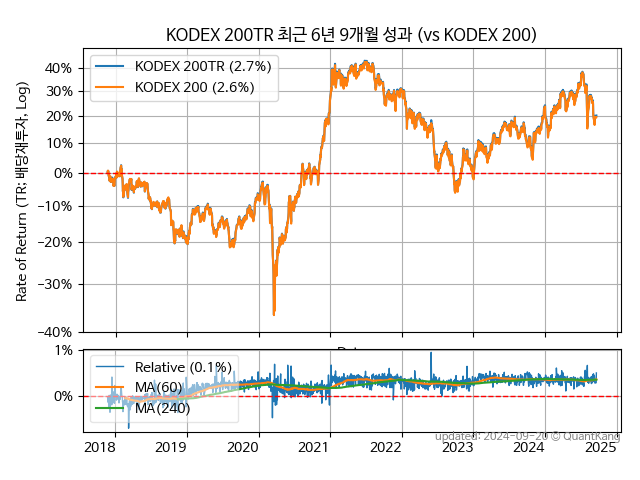 KODEX 200TR 최근 6년 9개월 성과 (vs KODEX 200)
Rate of Return (TR: 배당재투자, Log)
40%
30%
20%
10%
0%
−10%
−20%
−30%
−40%
KODEX 200TR (2.7%)
KODEX 200 (2.6%)
1%
0%
Relative (0.1%)
MA(60)
MA(240)
2018 2019 2020 2021 2022 2023 2024 2025
updated: 2024-09-20 © QuantKang